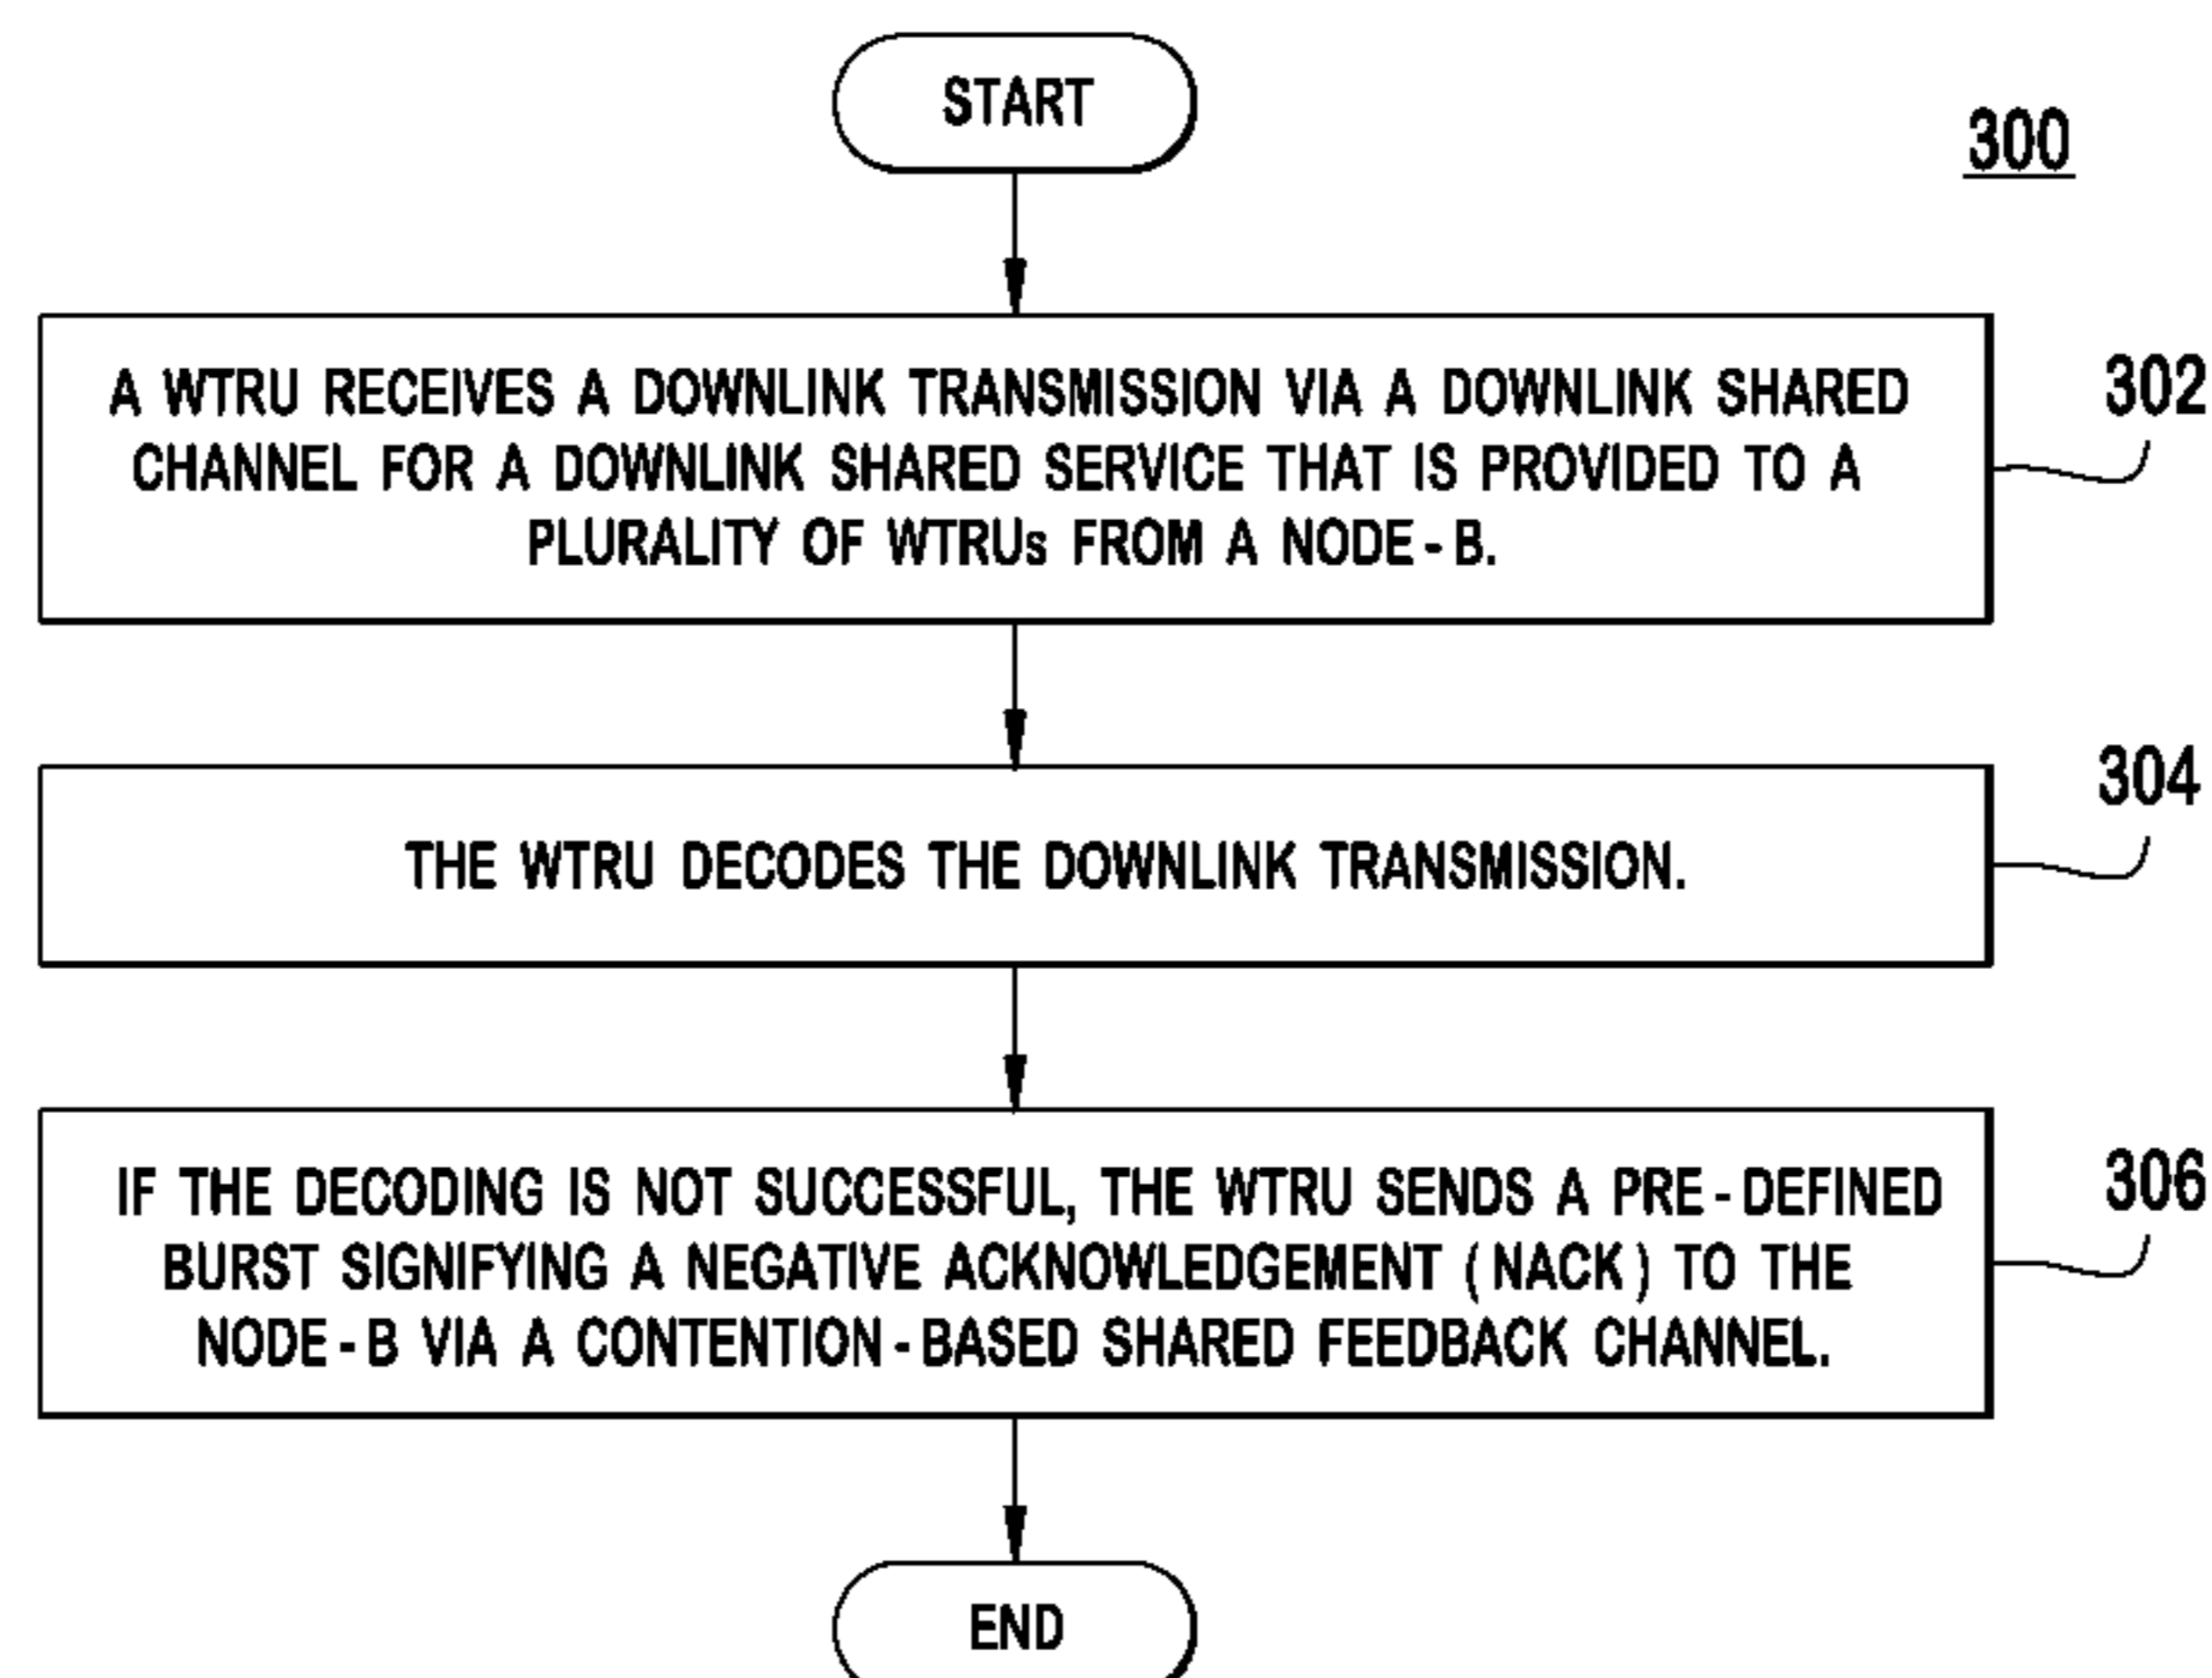 START
300
A WTRU RECEIVES A DOWNLINK TRANSMISSION VIA A DOWNLINK SHARED
CHANNEL FOR A DOWNLINK SHARED SERVICE THAT IS PROVIDED TO A
PLURALITY OF WTRUs FROM A NODE-B.
302
THE WTRU DECODES THE DOWNLINK TRANSMISSION.
304
IF THE DECODING IS NOT SUCCESSFUL, THE WTRU SENDS A PRE-DEFINED
BURST SIGNIFYING A NEGATIVE ACKNOWLEDGEMENT (NACK) TO THE
NODE-B VIA A CONTENTION-BASED SHARED FEEDBACK CHANNEL.
306
END